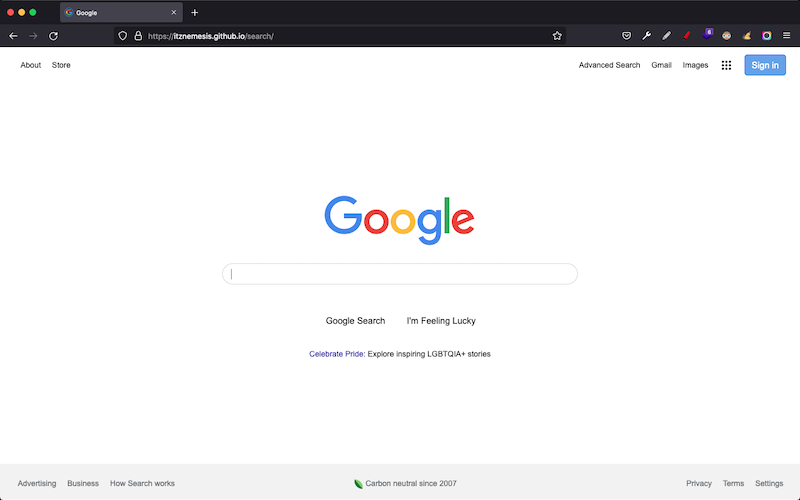 Google
https://itznemesis.github.io/search/
6
About Store
Advanced Search Gmail Images Sign in
Google
Google Search I'm Feeling Lucky
Celebrate Pride: Explore inspiring LGBTQIA+ stories
Advertising Business How Search works
Carbon neutral since 2007
Privacy Terms Settings